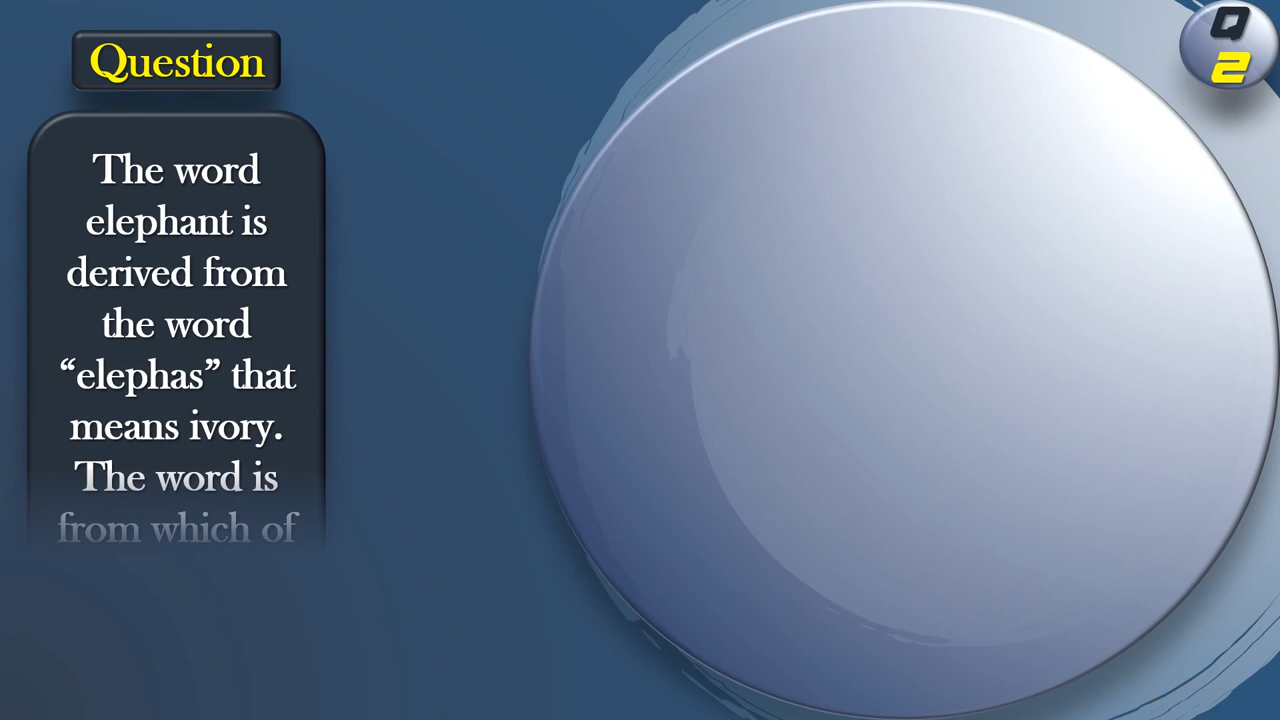 Question
Q
2
The word
elephant is
derived from
the word
“elephas” that
means ivory.
The word is
from which of